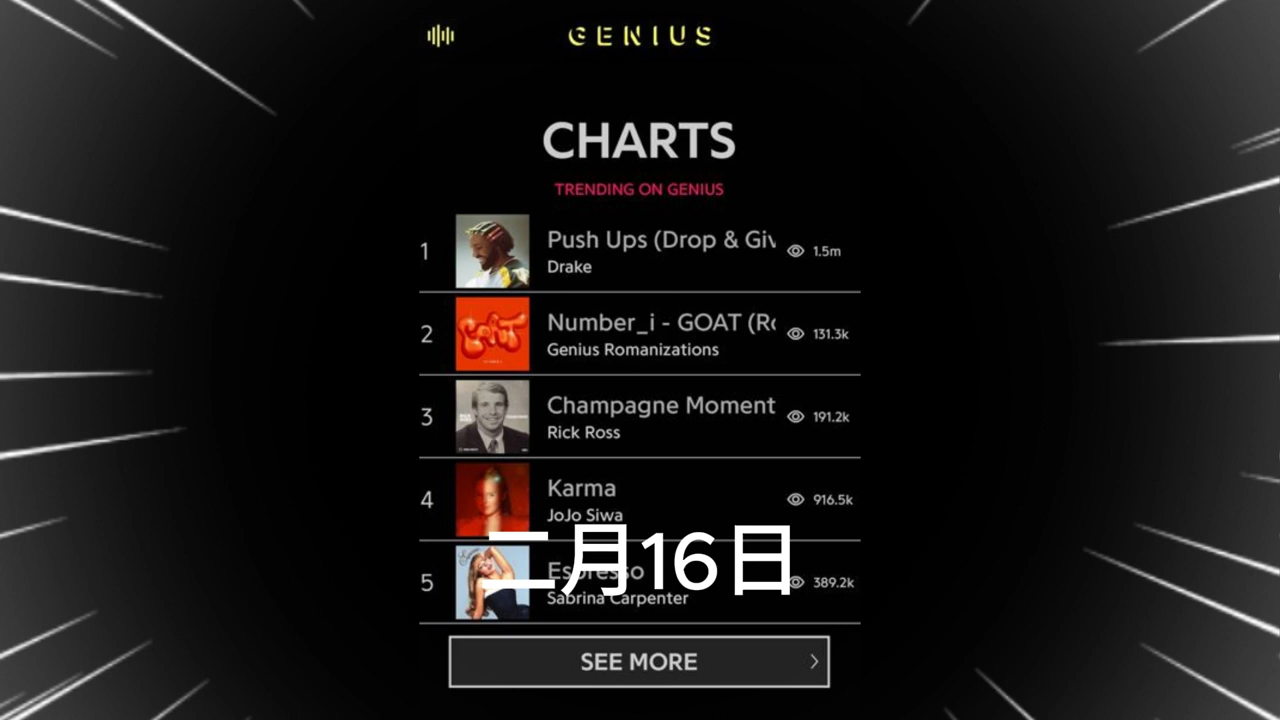 GENIUS
CHARTS
TRENDING ON GENIUS
1 Push Ups (Drop & Giv 1.5m
Drake
2 Number_i - GOAT (Ro 131.3k
Genius Romanizations
3 Champagne Moment 191.2k
Rick Ross
4 Karma 916.5k
JoJo Siwa
二月16日
5 Espresso 389.2k
Sabrina Carpenter
SEE MORE